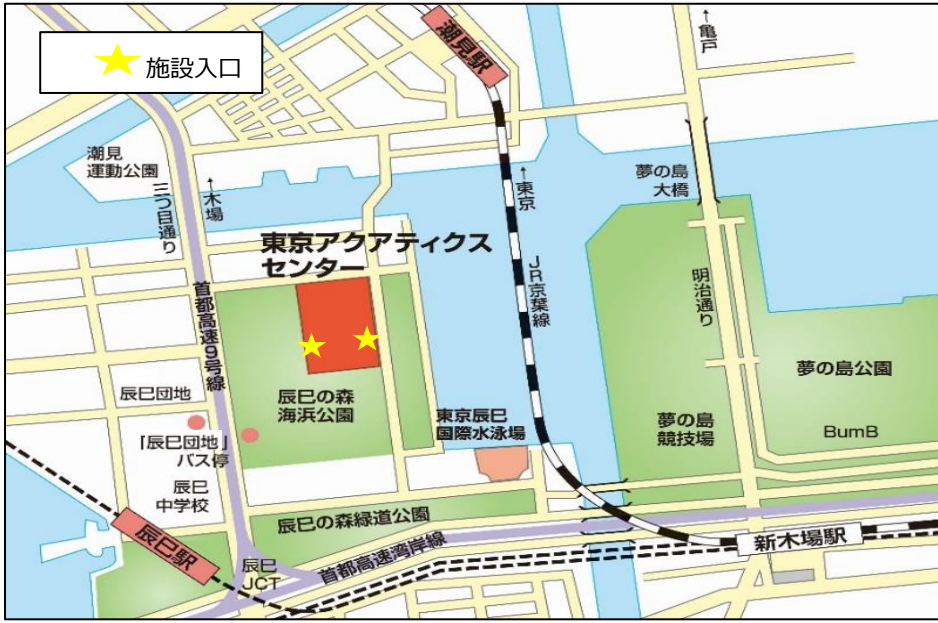 施設入口
潮見駅
←亀戸
潮見
運動公園
三つ目通り
←木場
←東京
夢の島
大橋
東京アクアティクス
センター
首都高速9号線
JR京葉線
明治通り
辰巳団地
辰巳の森
海浜公園
東京辰巳
国際水泳場
夢の島
競技場
夢の島公園
BumB
「辰巳団地」
バス停
辰巳
中学校
辰巳の森緑道公園
辰巳駅
辰巳
JCT
首都高速湾岸線
新木場駅